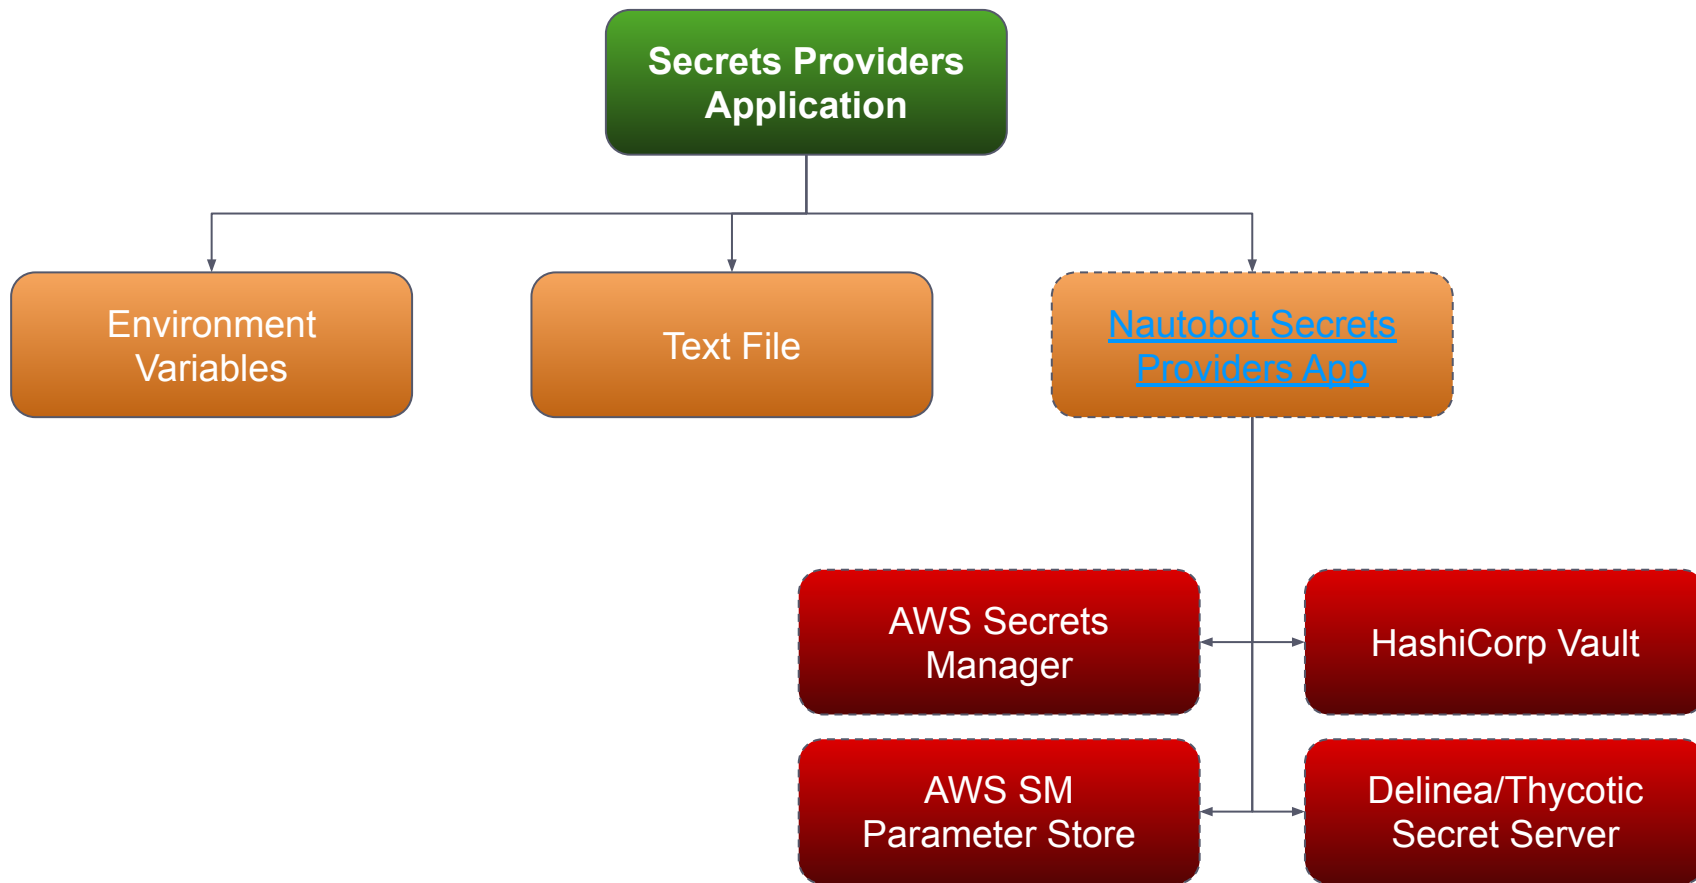 Secrets Providers
Application
Environment
Variables
Text File
Nautobot Secrets
Providers App
AWS Secrets
Manager
HashiCorp Vault
AWS SM
Parameter Store
Delinea/Thycotic
Secret Server